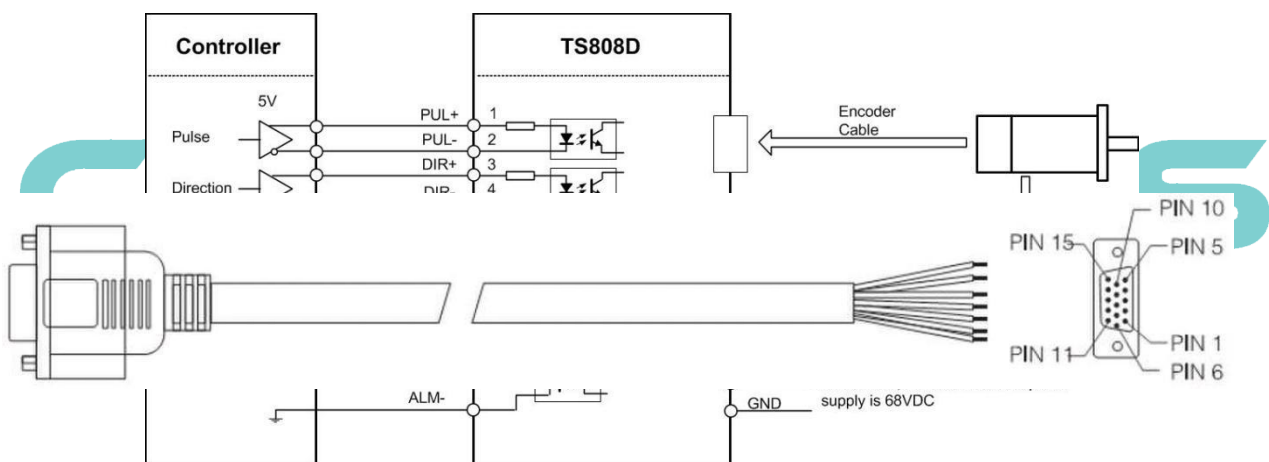 Controller
TS808D
5V
Pulse
PUL+
1
PUL-
2
DIR+
3
Direction
4
Encoder
Cable
PIN 10
PIN 15
PIN 5
PIN 1
PIN 11
PIN 6
ALM-
GND
supply is 68VDC